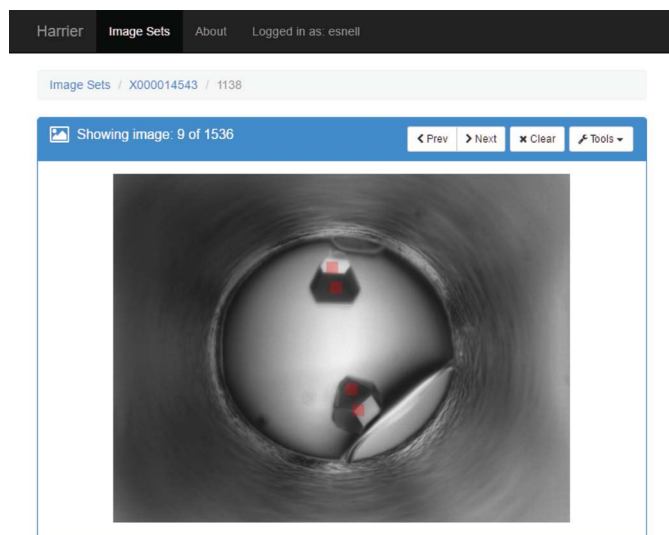 Harrier Image Sets About Logged in as: esnell
Image Sets / X000014543 / 1138
Showing image: 9 of 1536 Prev Next Clear Tools